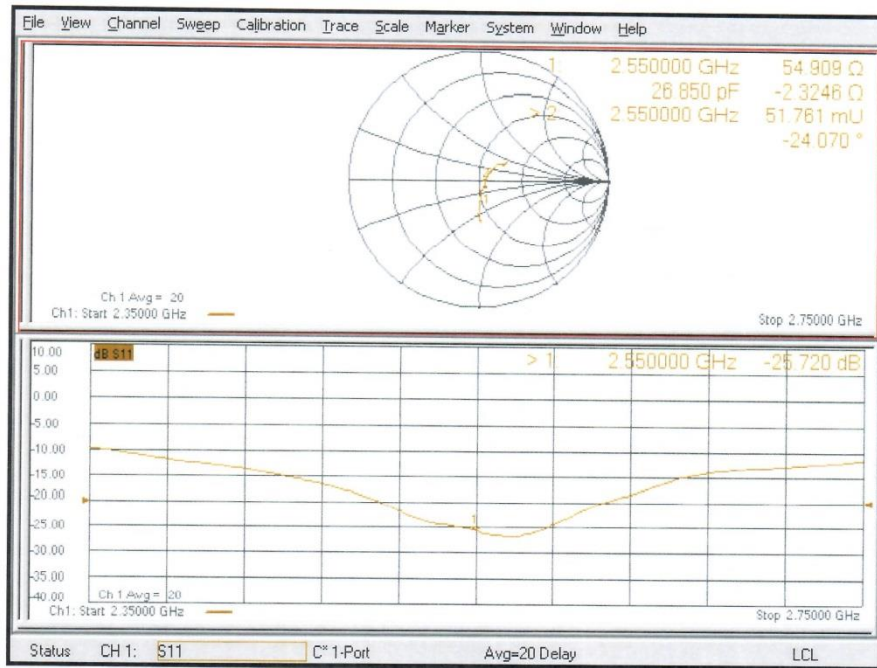 File View Channel Sweep Calibration Trace Scale Marker System Window Help
1: 2.550000 GHz 54.909 Ω
26.850 pF -2.3246 Ω
> 2 2.550000 GHz 51.761 mU
-24.070 °
1
Ch 1 Avg = 20
Ch1: Start 2.35000 GHz
Stop 2.75000 GHz
10.00 dB S11 > 1 2.550000 GHz -25.720 dB
5.00
0.00
-5.00
-10.00
-15.00
-20.00
-25.00 1
-30.00
-35.00
-40.00 Ch 1 Avg = 20
Ch1: Start 2.35000 GHz
Stop 2.75000 GHz
Status CH 1: S11 C* 1-Port Avg=20 Delay LCL